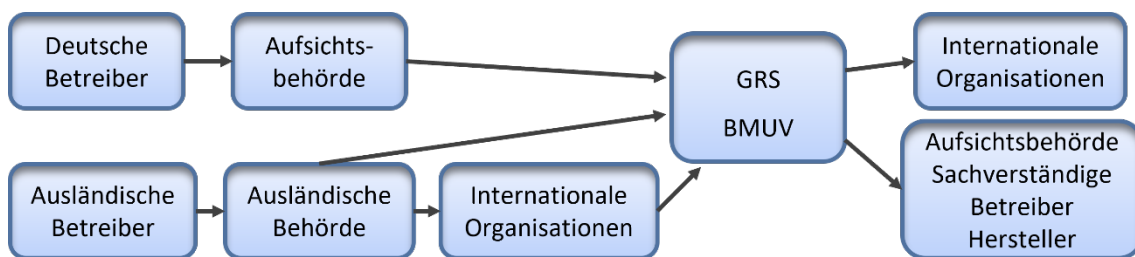 Deutsche
Betreiber
Aufsichts-
behörde
GRS
BMUV
Internationale
Organisationen
Ausländische
Betreiber
Ausländische
Behörde
Internationale
Organisationen
Aufsichtsbehörde
Sachverständige
Betreiber
Hersteller